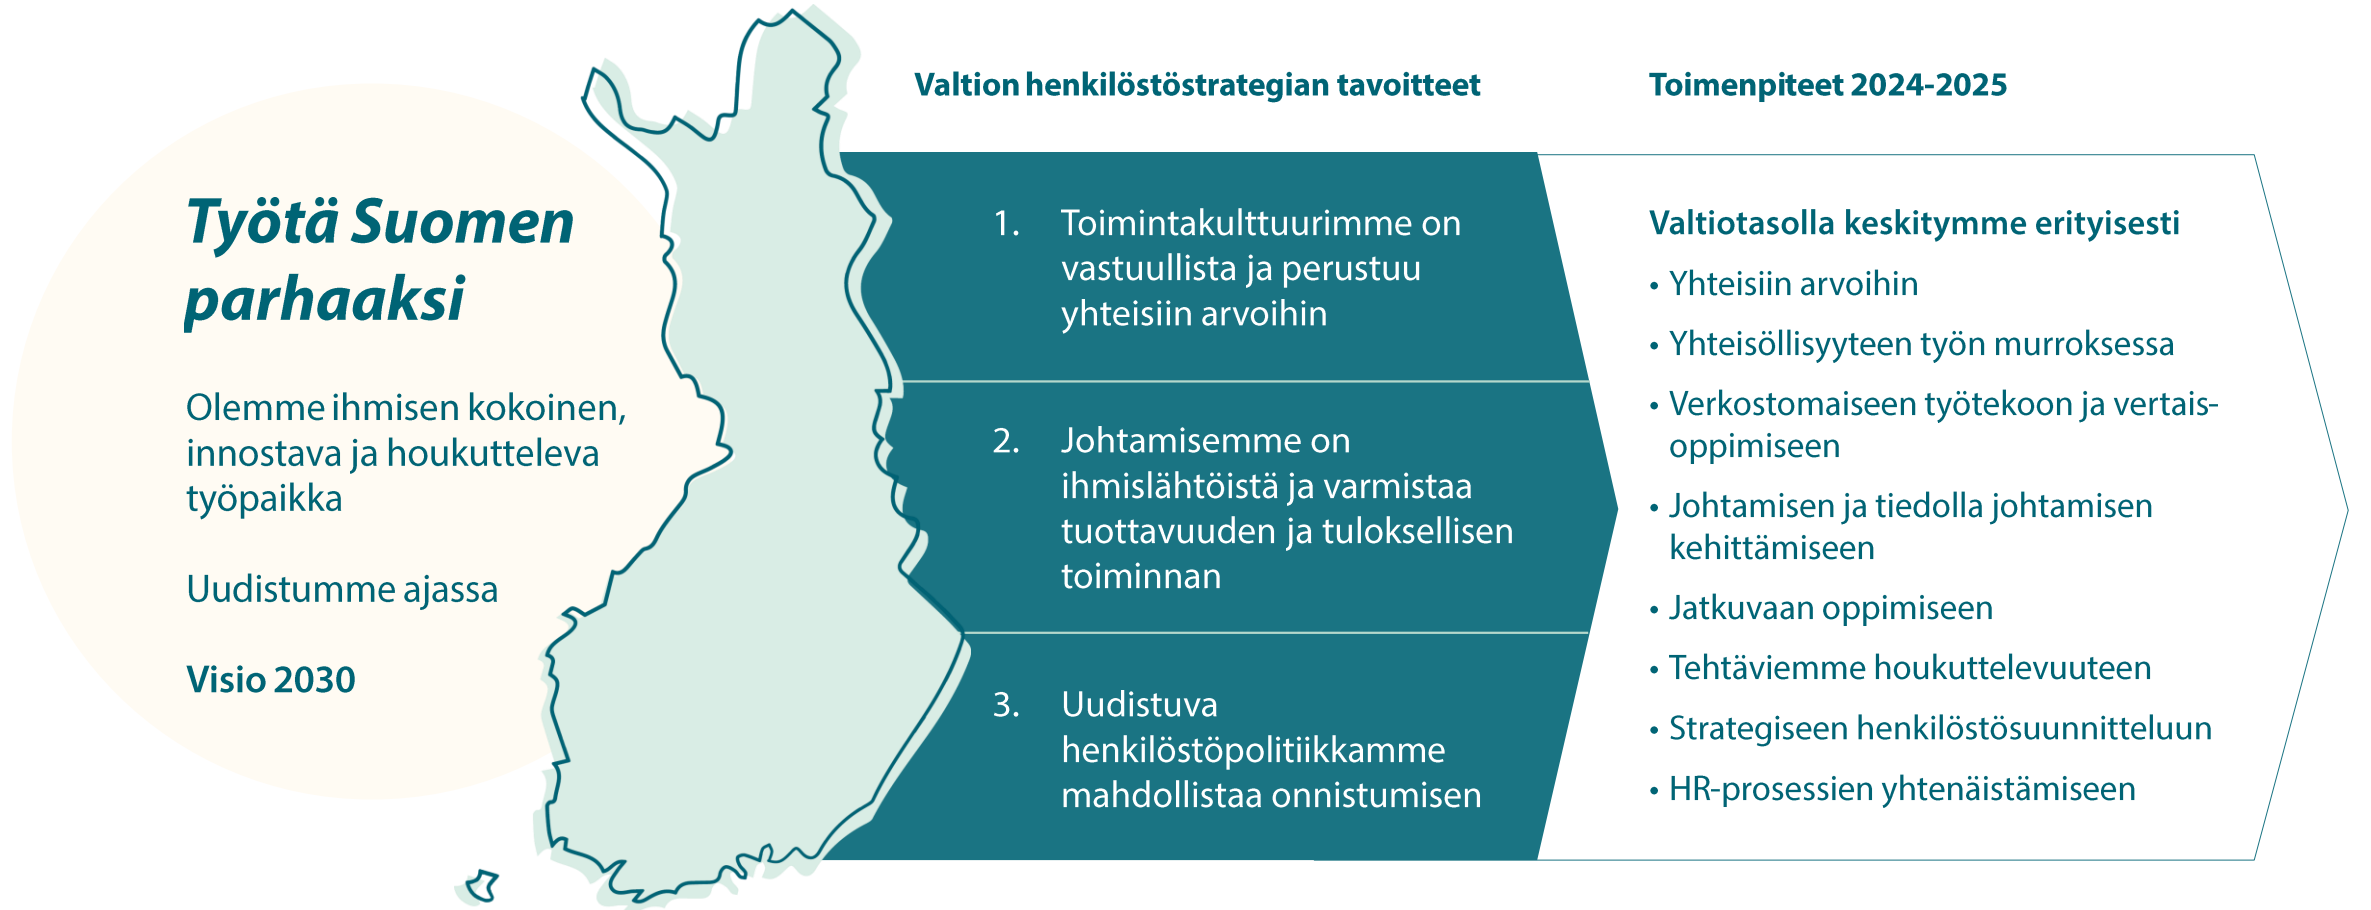 Työtä Suomen
parhaaksi
Olemme ihmisen kokoinen,
innostava ja houkutteleva
työpaikka
Uudistumme ajassa
Visio 2030
Valtion henkilöstöstrategian tavoitteet
1. Toimintakulttuurimme on
vastuullista ja perustuu
yhteisiin arvoihin
2. Johtamisemme on
ihmislähtöistä ja varmistaa
tuottavuuden ja tuloksellisen
toiminnan
3. Uudistuva
henkilöstöpolitiikkamme
mahdollistaa onnistumisen
Toimenpiteet 2024-2025
Valtiotasolla keskitymme erityisesti
• Yhteisiin arvoihin
• Yhteisöllisyyteen työn murroksessa
• Verkostomaiseen työtekoon ja vertais-
oppimiseen
• Johtamisen ja tiedolla johtamisen
kehittämiseen
• Jatkuvaan oppimiseen
• Tehtäviemme houkuttelevuuteen
• Strategiseen henkilöstösuunnitteluun
• HR-prosessien yhtenäistämiseen